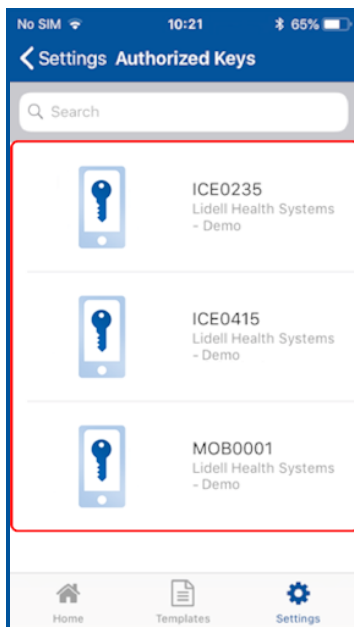 No SIM 10:21 65%
Settings Authorized Keys
Search
ICE0235
Lidell Health Systems
- Demo
ICE0415
Lidell Health Systems
- Demo
MOB0001
Lidell Health Systems
- Demo
Home Templates Settings